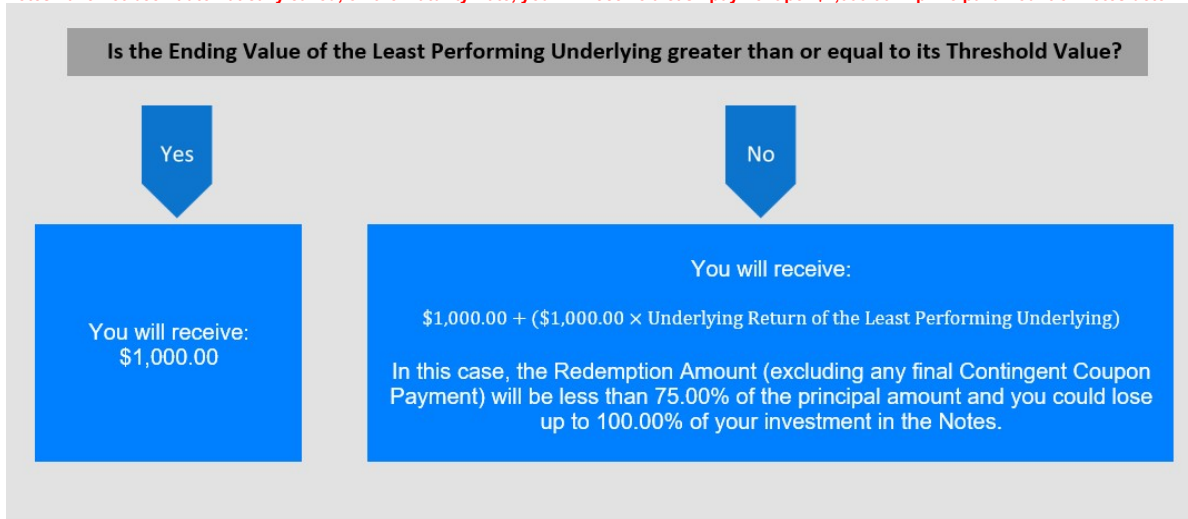 Is the Ending Value of the Least Performing Underlying greater than or equal to its Threshold Value?
Yes
No
You will receive:
$1,000.00
You will receive:
$1,000.00 + ($1,000.00 × Underlying Return of the Least Performing Underlying)
In this case, the Redemption Amount (excluding any final Contingent Coupon
Payment) will be less than 75.00% of the principal amount and you could lose
up to 100.00% of your investment in the Notes.